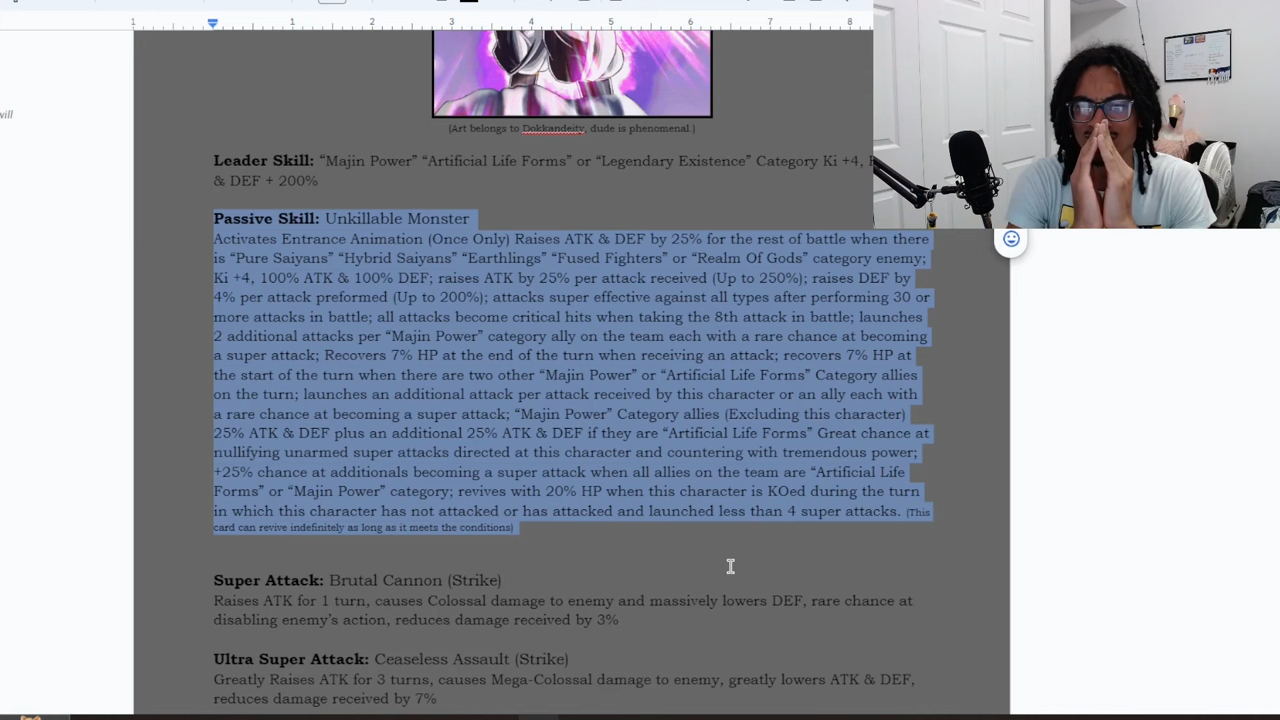 1 1 2 3 4 5 6 7 8
will
(Art belongs to Dokkandeity, dude is phenomenal.)
Leader Skill: “Majin Power” “Artificial Life Forms” or “Legendary Existence” Category Ki +4,
& DEF + 200%
Passive Skill: Unkillable Monster
Activates Entrance Animation (Once Only) Raises ATK & DEF by 25% for the rest of battle when there
is “Pure Saiyans” “Hybrid Saiyans” “Earthlings” “Fused Fighters” or “Realm Of Gods” category enemy;
Ki +4, 100% ATK & 100% DEF; raises ATK by 25% per attack received (Up to 250%); raises DEF by
4% per attack preformed (Up to 200%); attacks super effective against all types after performing 30 or
more attacks in battle; all attacks become critical hits when taking the 8th attack in battle; launches
2 additional attacks per “Majin Power” category ally on the team each with a rare chance at becoming
a super attack; Recovers 7% HP at the end of the turn when receiving an attack; recovers 7% HP at
the start of the turn when there are two other “Majin Power” or “Artificial Life Forms” Category allies
on the turn; launches an additional attack per attack received by this character or an ally each with
a rare chance at becoming a super attack; “Majin Power” Category allies (Excluding this character)
25% ATK & DEF plus an additional 25% ATK & DEF if they are “Artificial Life Forms” Great chance at
nullifying unarmed super attacks directed at this character and countering with tremendous power;
+25% chance at additionals becoming a super attack when all allies on the team are “Artificial Life
Forms” or “Majin Power” category; revives with 20% HP when this character is KOed during the turn
in which this character has not attacked or has attacked and launched less than 4 super attacks. (This
card can revive indefinitely as long as it meets the conditions)
Super Attack: Brutal Cannon (Strike)
Raises ATK for 1 turn, causes Colossal damage to enemy and massively lowers DEF, rare chance at
disabling enemy’s action, reduces damage received by 3%
Ultra Super Attack: Ceaseless Assault (Strike)
Greatly Raises ATK for 3 turns, causes Mega-Colossal damage to enemy, greatly lowers ATK & DEF,
reduces damage received by 7%